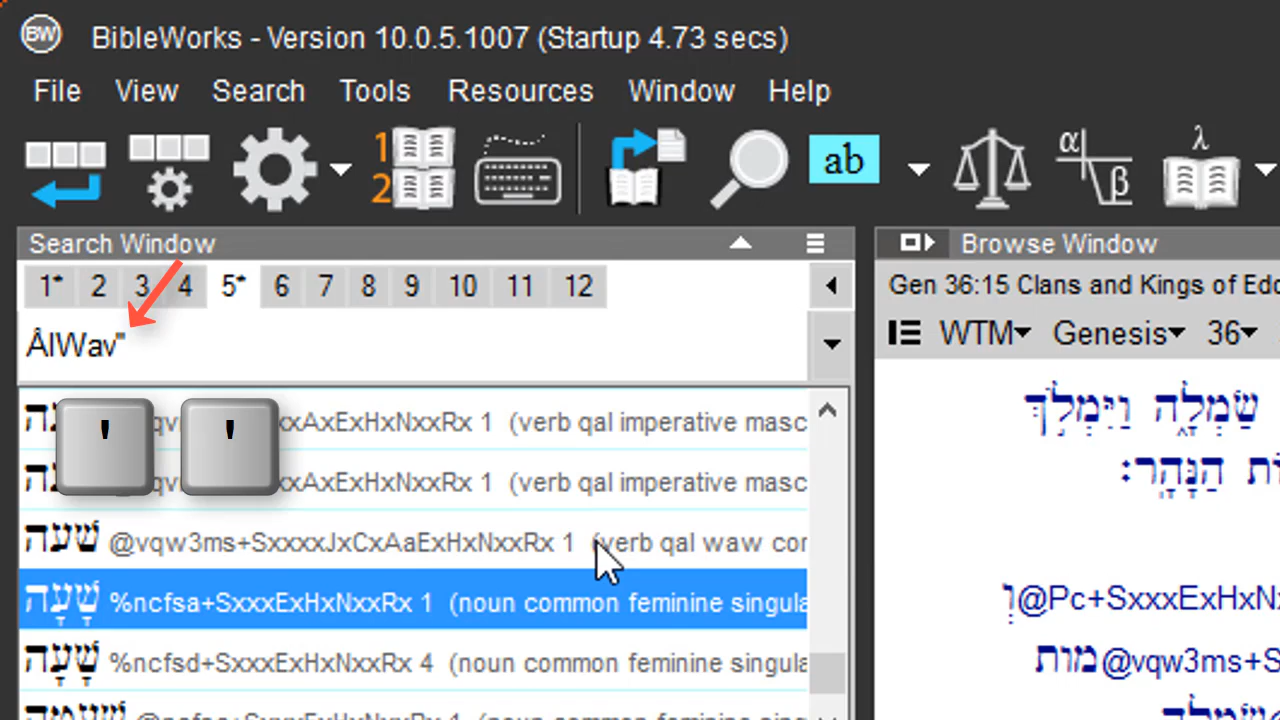 BW BibleWorks - Version 10.0.5.1007 (Startup 4.73 secs)
File View Search Tools Resources Window Help
1 2 ab α β λ
Search Window
1* 2 3 4 5* 6 7 8 9 10 11 12
ÂlWav"
' '
xxAxExHxNxxRx 1 (verb qal imperative masc
xxAxExHxNxxRx 1 (verb qal imperative masc
שׁעה @vqw3ms+SxxxxJxCxAaExHxNxxRx 1 (verb qal waw con
שָׁעָה %ncfsa+SxxxExHxNxxRx 1 (noun common feminine singula
שָׁעָה %ncfsd+SxxxExHxNxxRx 4 (noun common feminine singula
Browse Window
Gen 36:15 Clans and Kings of Edo
WTM Genesis 36
שַׂמְלָ֑ה וַיִּמְלֹ֣ךְ
הַנָּהָֽר׃
וְ@Pc+SxxxExHxN
מות@vqw3ms+S